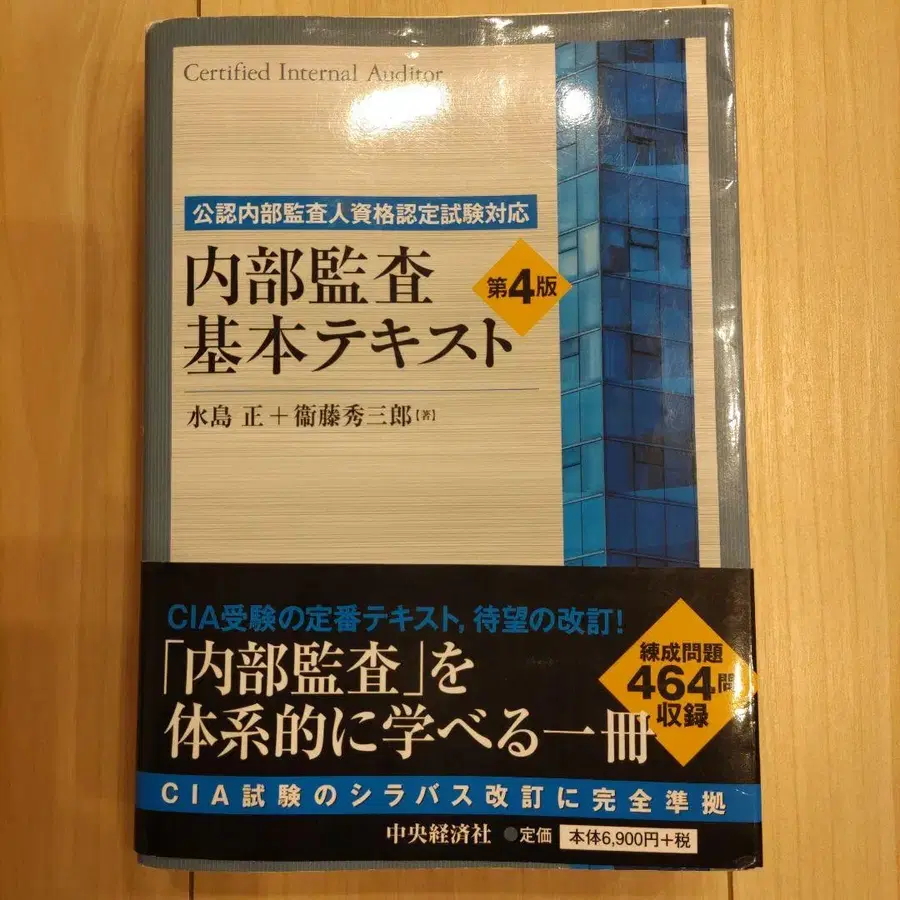 Certified Internal Auditor
公認内部監査人資格認定試験対応
内部監査
基本テキスト
第4版
水島 正+衞藤秀三郎【著】
CIA受験の定番テキスト,待望の改訂!
「内部監査」を
体系的に学べる一冊
練成問題
464問
収録
CIA試験のシラバス改訂に完全準拠
中央経済社 ●定価 本体6,900円+税